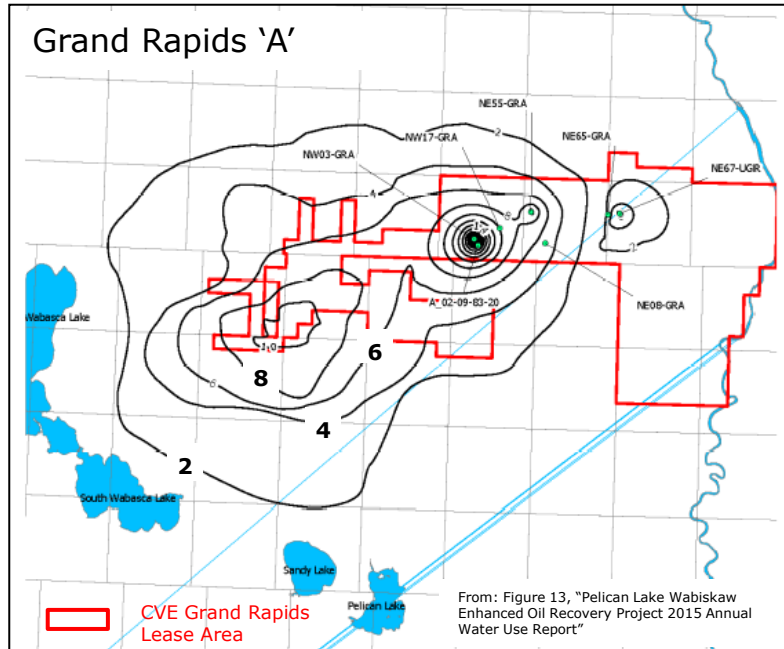 Grand Rapids ‘A’
NE55-GRA
2
NW17-GRA
NE65-GRA
NW03-GRA
NE67-UGIR
4
8
2
A_02-09-83-20
NE08-GRA
Wabasca Lake
10
6
6
8
4
2
South Wabasca Lake
Sandy Lake
Pelican Lake
CVE Grand Rapids
Lease Area
From: Figure 13, “Pelican Lake Wabiskaw
Enhanced Oil Recovery Project 2015 Annual
Water Use Report”